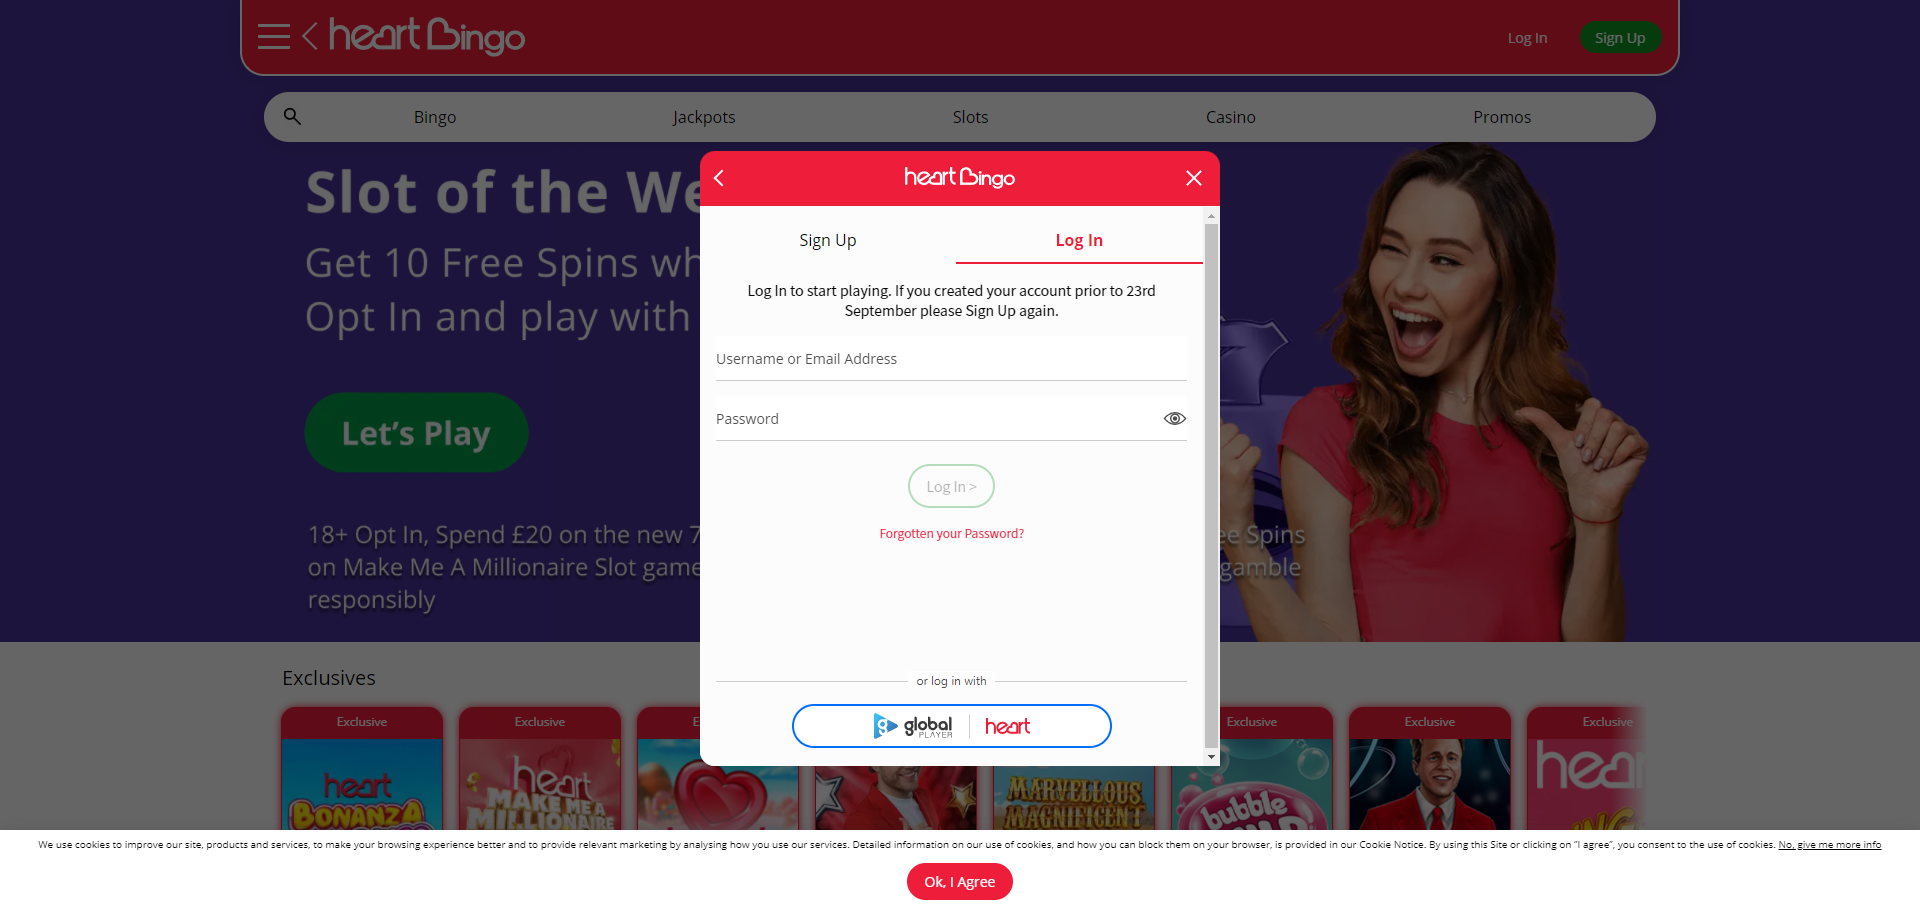 heart Bingo
Log In
Sign Up
Bingo
Jackpots
Slots
Casino
Promos
Slot of the We
Get 10 Free Spins wh
Opt In and play with
Let's Play
18+ Opt In, Spend £20 on the new 7
on Make Me A Millionaire Slot game
responsibly
ee Spins
gamble
heart Bingo
Sign Up
Log In
Log In to start playing. If you created your account prior to 23rd
September please Sign Up again.
Username or Email Address
Password
Log In >
Forgotten your Password?
or log in with
global
PLAYER
heart
Exclusives
Exclusive
heart
BONANZA
Exclusive
heart
MAKE ME A
MILLIONAIRE
E
MARVELLOUS
MAGNIFICENT
Exclusive
bubble
Exclusive
Exclusive
hea
We use cookies to improve our site, products and services, to make your browsing experience better and to provide relevant marketing by analysing how you use our services. Detailed information on our use of cookies, and how you can block them on your browser, is provided in our Cookie Notice. By using this Site or clicking on "I agree", you consent to the use of cookies. No, give me more info
Ok, I Agree